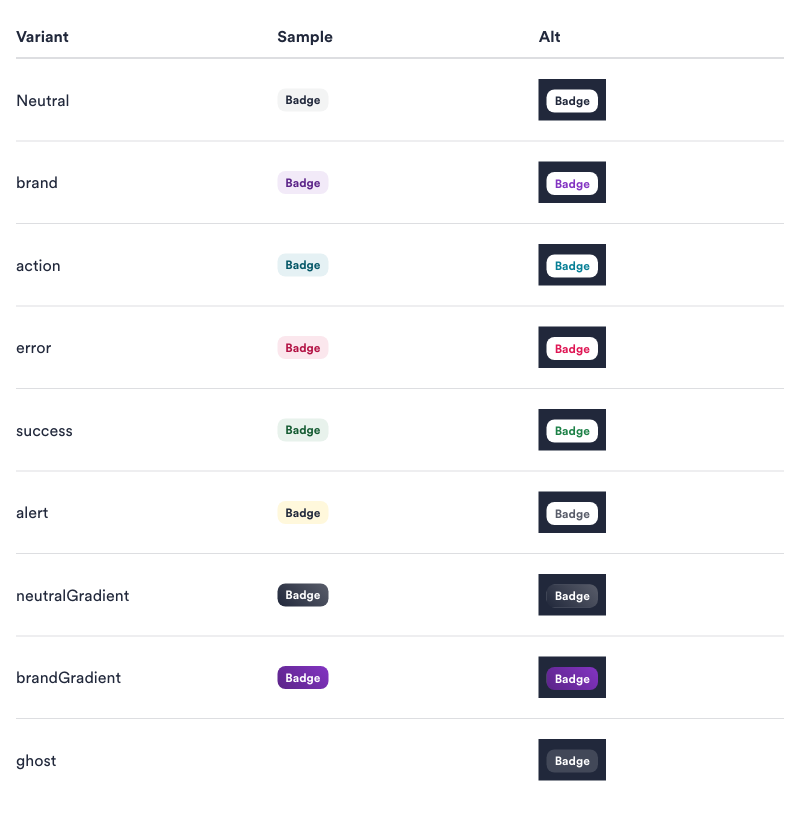 Variant Sample Alt
Neutral Badge Badge
brand Badge Badge
action Badge Badge
error Badge Badge
success Badge Badge
alert Badge Badge
neutralGradient Badge Badge
brandGradient Badge Badge
ghost Badge